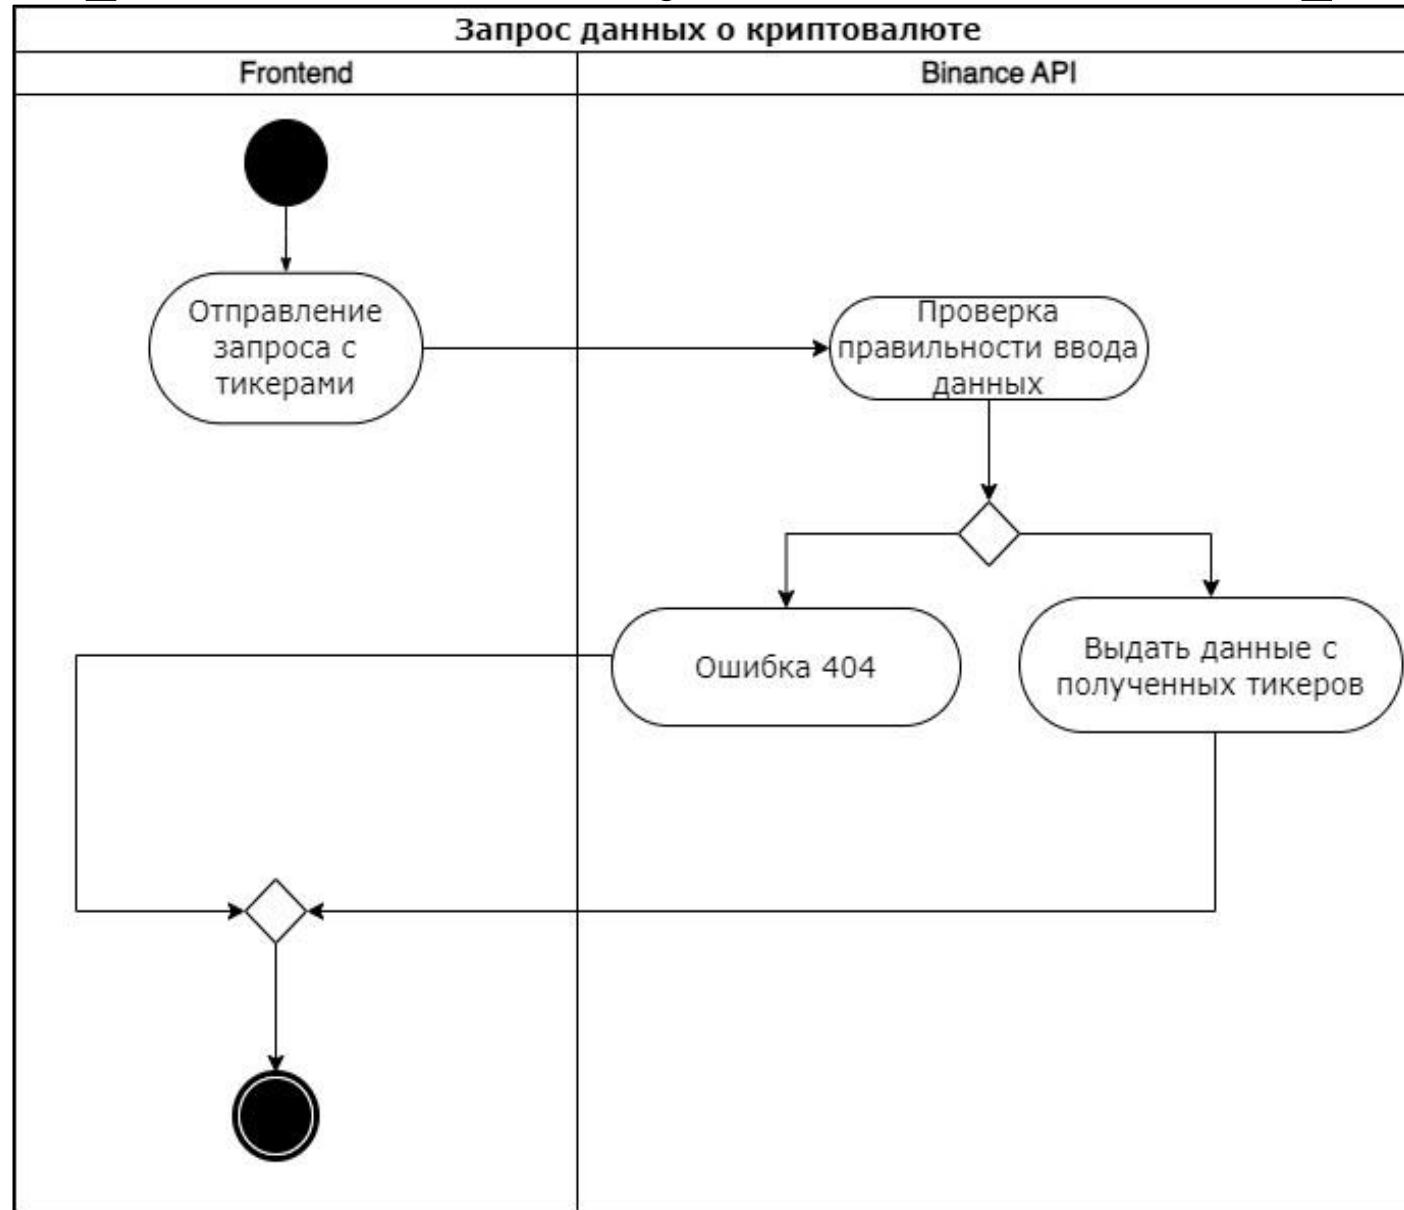 Запрос данных о криптовалюте
Frontend
Binance API
Отправление
запроса с
тикерами
Проверка
правильности ввода
данных
Ошибка 404
Выдать данные с
полученных тикеров